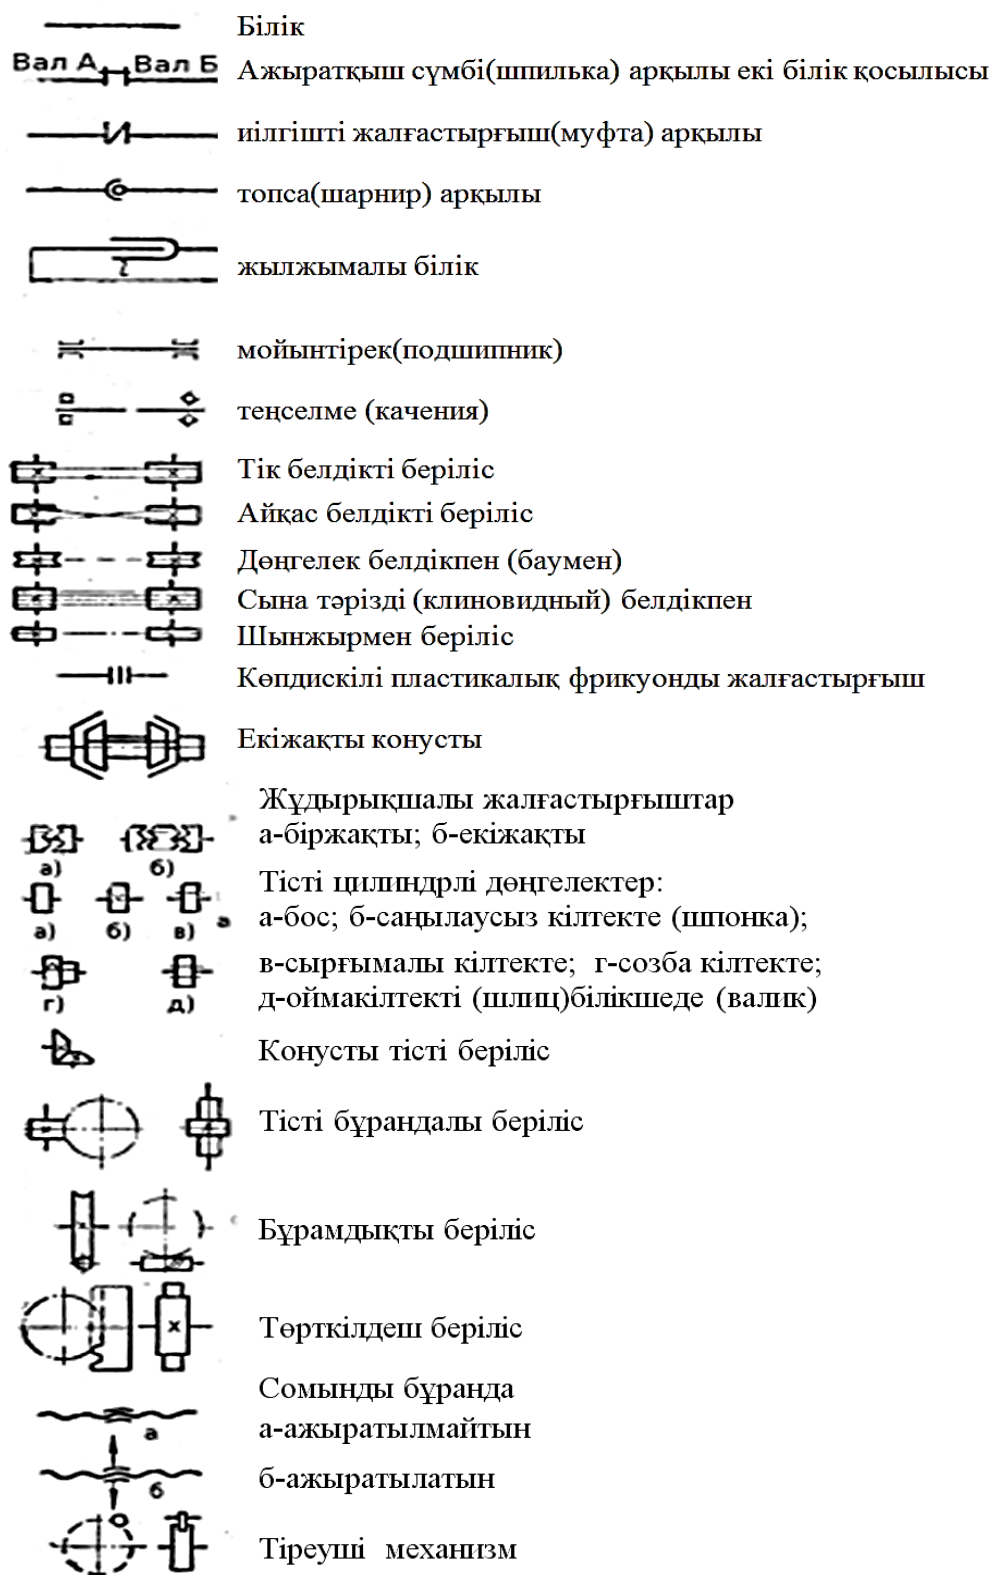 Білік
Вал А Вал Б
Ажыратқыш сүмбі(шпилька) арқылы екі білік қосылысы
иілгішті жалғастырғыш(муфта) арқылы
топса(шарнир) арқылы
жылжымалы білік
мойынтірек(подшипник)
теңселме (качения)
Тік белдікті беріліс
Айқас белдікті беріліс
Дөңгелек белдікпен (баумен)
Сына тәрізді (клиновидный) белдікпен
Шынжырмен беріліс
Көпдискілі пластикалық фрикуонды жалғастырғыш
Екіжақты конусты
Жұдырықшалы жалғастырғыштар
а-біржақты; б-екіжақты
а) б)
Тісті цилиндрлі дөңгелектер:
а-бос; б-саңылаусыз кілтекте (шпонка);
а) б) в)
в-сырғымалы кілтекте; г-созба кілтекте;
д-оймакілтекті (шлиц)білікшеде (валик)
г) д)
Конусты тісті беріліс
Тісті бұрандалы беріліс
Бұрамдықты беріліс
Төрткілдеш беріліс
Сомынды бұранда
а-ажыратылмайтын
а
б-ажыратылатын
б
Тіреуші механизм